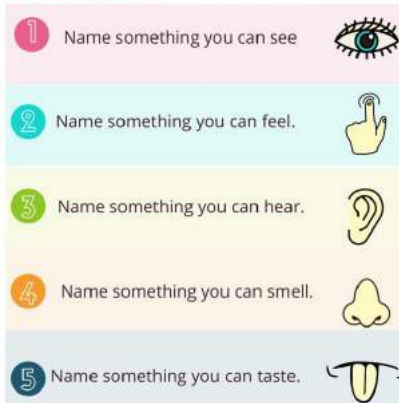 1 Name something you can see
2 Name something you can feel.
3 Name something you can hear.
4 Name something you can smell.
5 Name something you can taste.